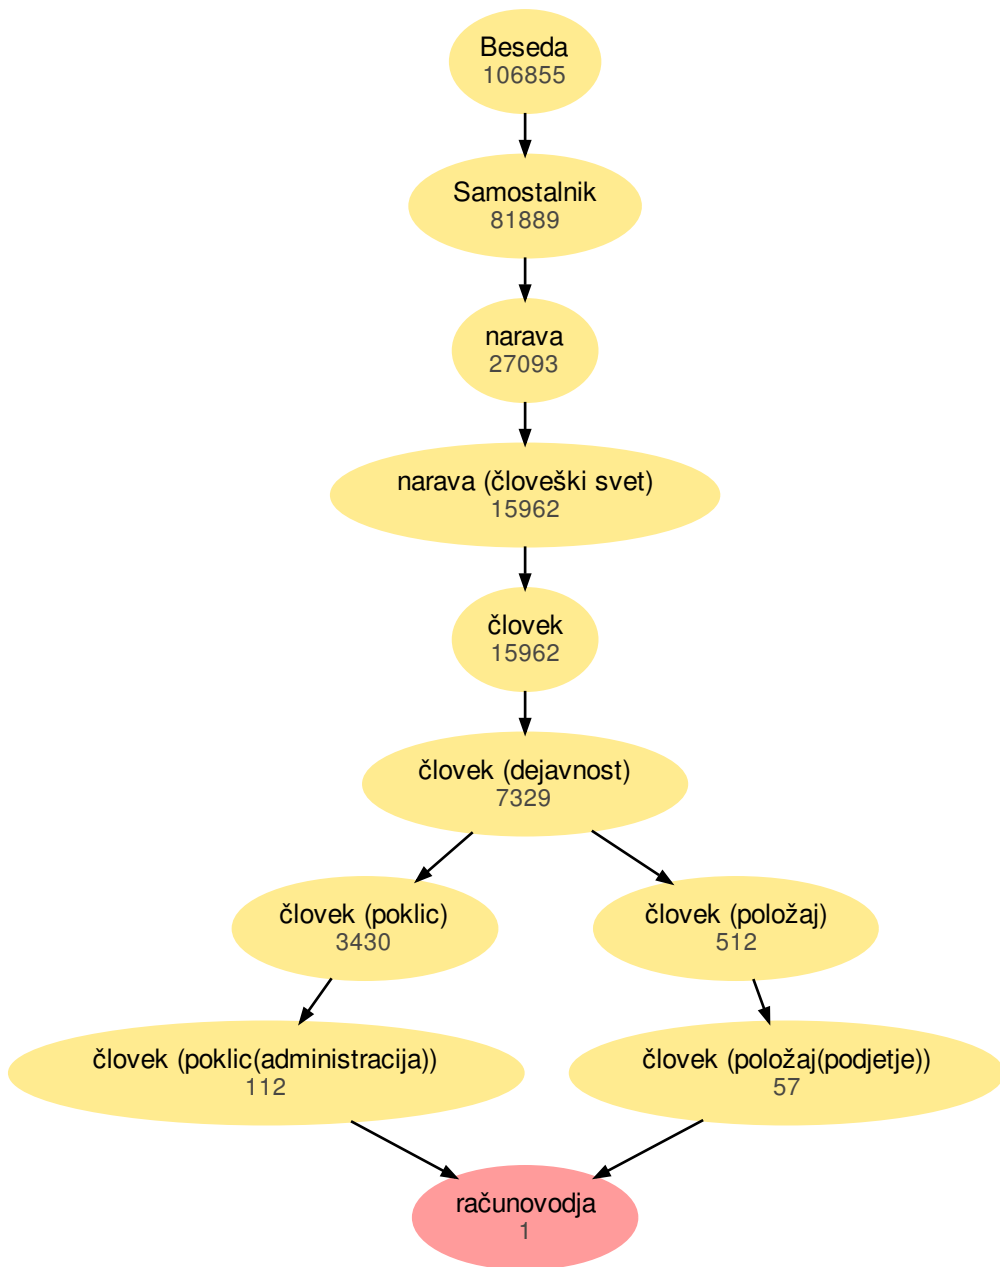 Beseda
106855
Samostalnik
81889
narava
27093
narava (človeški svet)
15962
človek
15962
človek (dejavnost)
7329
človek (poklic)
3430
človek (položaj)
512
človek (poklic(administracija))
112
človek (položaj(podjetje))
57
računovodja
1